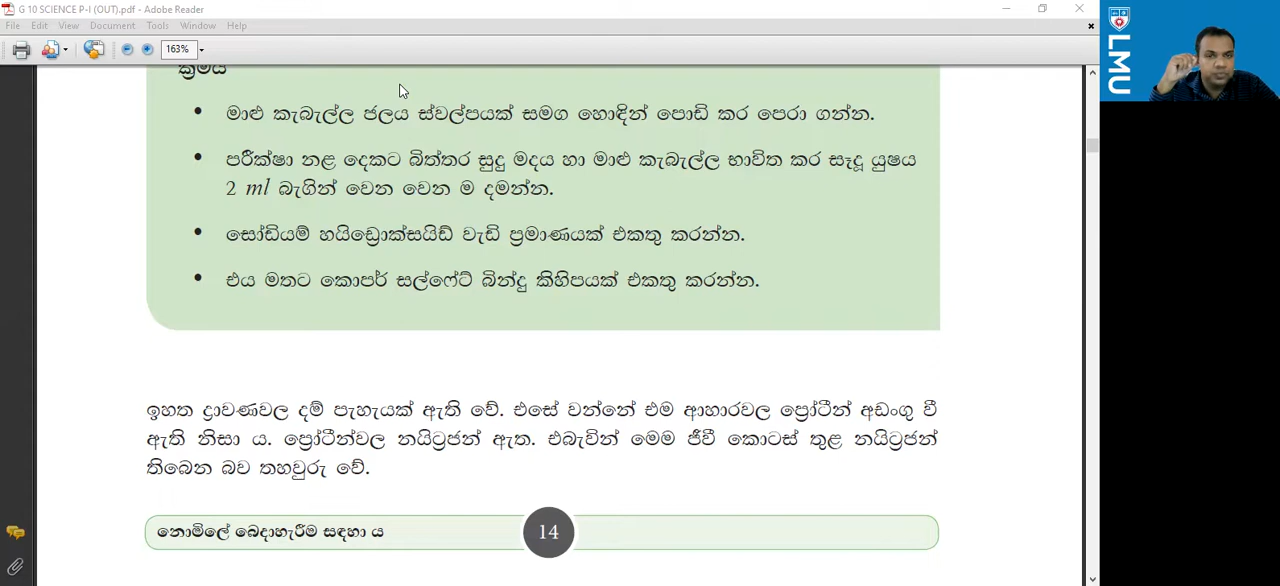 G 10 SCIENCE P-I (OUT).pdf - Adobe Reader
File Edit View Document Tools Window Help
163%
LMU
ක්‍රමය
• මාළු කැබැල්ල ජලය ස්වල්පයක් සමග හොඳින් පොඩි කර පෙරා ගන්න.
• පරීක්ෂා නළ දෙකට බිත්තර සුදු මදය හා මාළු කැබැල්ල භාවිත කර සෑදූ යුෂය
2 ml බැගින් වෙන වෙන ම දමන්න.
• සෝඩියම් හයිඩ්‍රොක්සයිඩ් වැඩි ප්‍රමාණයක් එකතු කරන්න.
• එය මතට කොපර් සල්ෆේට් බින්දු කිහිපයක් එකතු කරන්න.
ඉහත ද්‍රාවණවල දම් පැහැයක් ඇති වේ. එසේ වන්නේ එම ආහාරවල ප්‍රෝටීන් අඩංගු වී
ඇති නිසා ය. ප්‍රෝටීන්වල නයිට්‍රජන් ඇත. එබැවින් මෙම ජීවී කොටස් තුළ නයිට්‍රජන්
තිබෙන බව තහවුරු වේ.
නොමිලේ බෙදාහැරීම සඳහා ය
14